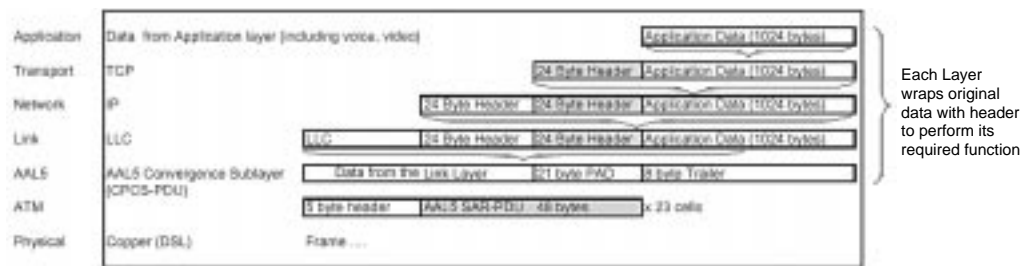 Application Data from Application layer (including voice, video) Application Data (1024 bytes)
Transport TCP 24 Byte Header Application Data (1024 bytes)
Network IP 24 Byte Header 24 Byte Header Application Data (1024 bytes)
Link LLC LLC 24 Byte Header 24 Byte Header Application Data (1024 bytes)
AAL5 AAL5 Convergence Sublayer Data from the Link Layer 21 byte PAD 8 byte Trailer
(CPCS-PDU)
ATM 5 byte header AAL5 SAR-PDU 48 bytes x 23 cells
Physical Copper (DSL) Frame ....
Each Layer
wraps original
data with header
to perform its
required function